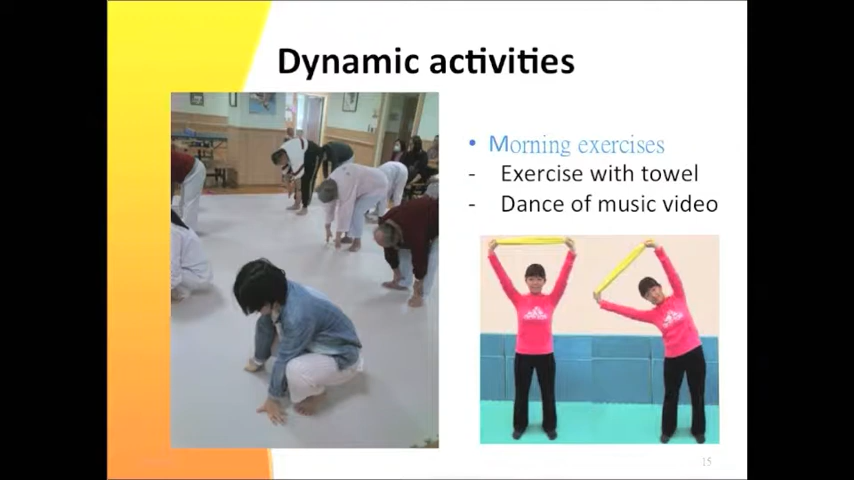 Dynamic activities
• Morning exercises
- Exercise with towel
- Dance of music video
15